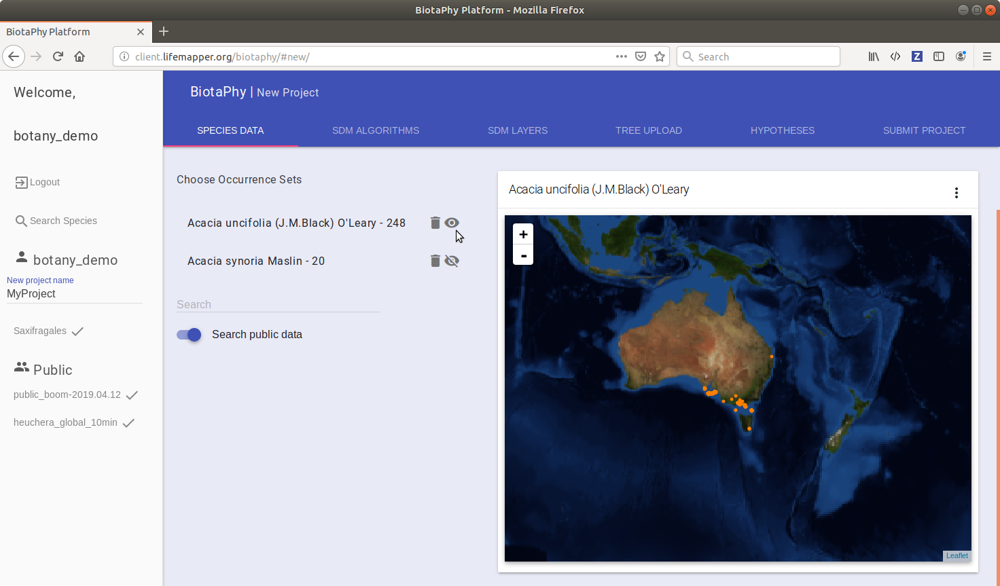 BiotaPhy Platform - Mozilla Firefox
BiotaPhy Platform
client.lifemapper.org/biotaphy/#new/
Search
Z
Welcome,
botany_demo
Logout
Search Species
botany_demo
New project name
MyProject
Saxifragales
Public
public_boom-2019.04.12
heuchera_global_10min
BiotaPhy | New Project
SPECIES DATA
SDM ALGORITHMS
SDM LAYERS
TREE UPLOAD
HYPOTHESES
SUBMIT PROJECT
Choose Occurrence Sets
Acacia uncifolia (J.M.Black) O'Leary - 248
Acacia synoria Maslin - 20
Search
Search public data
Acacia uncifolia (J.M.Black) O'Leary
+
-
Leaflet